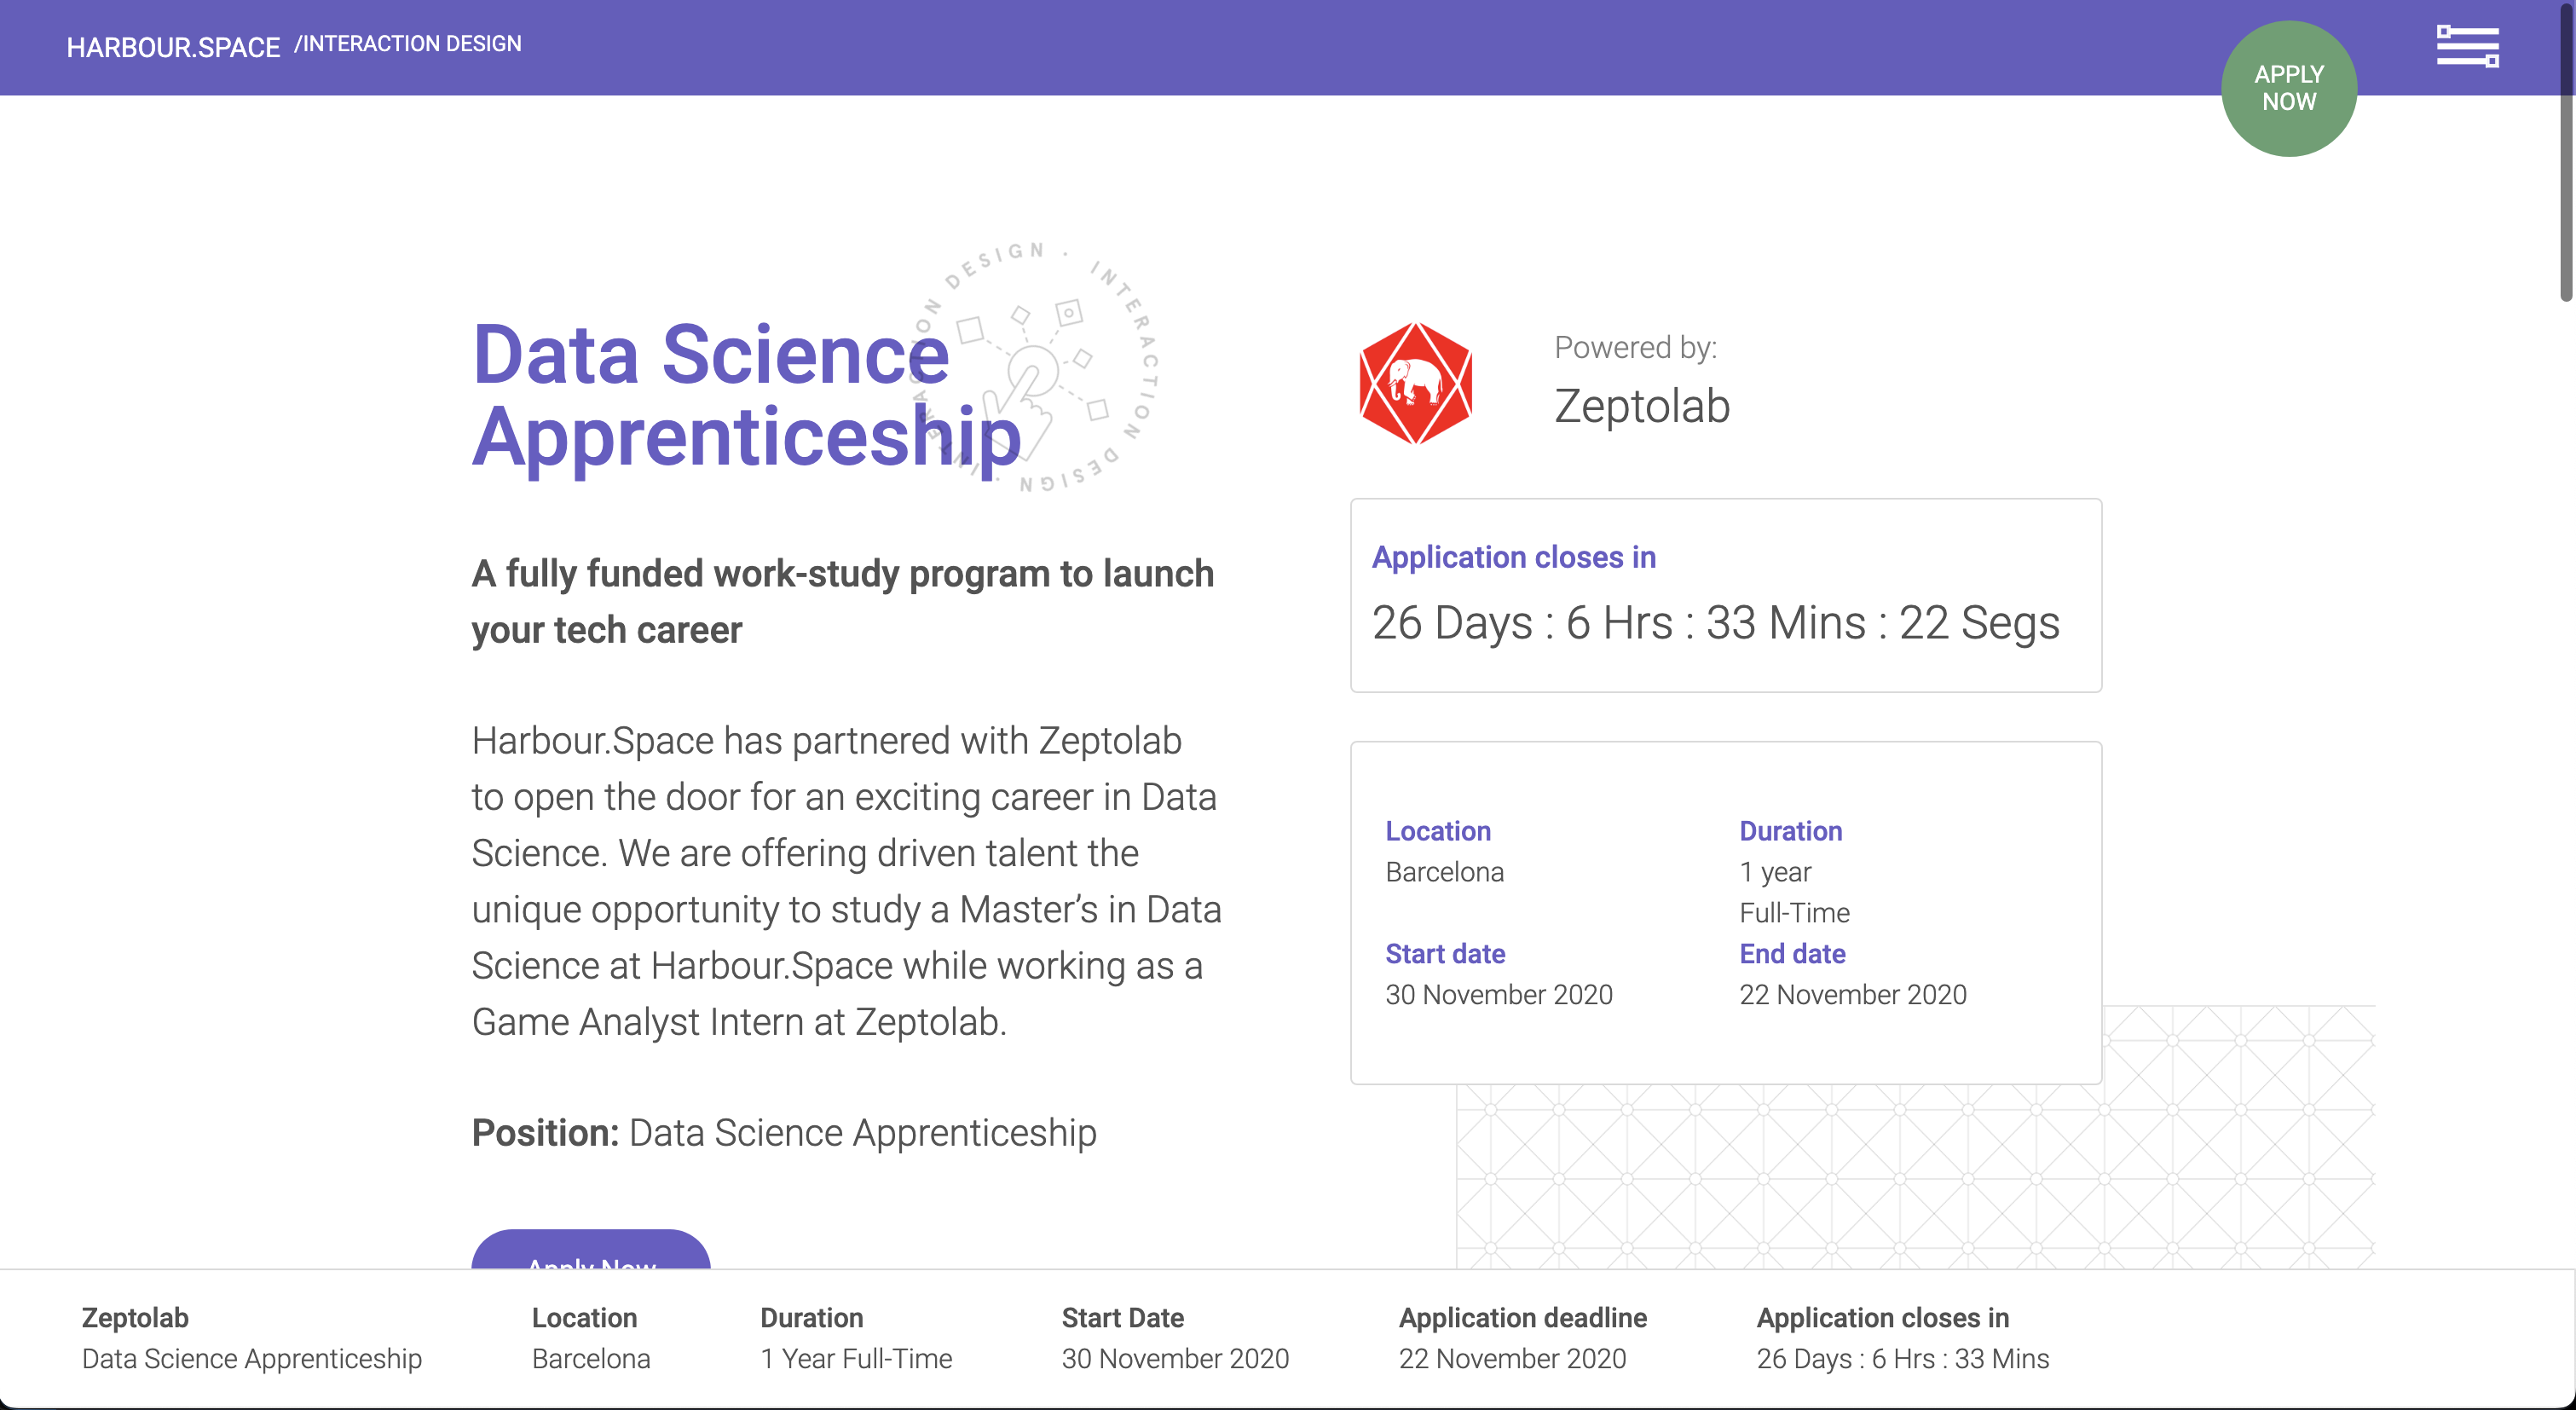 HARBOUR.SPACE /INTERACTION DESIGN
APPLY
NOW
INTERACTION DESIGN · INTERACTION DESIGN ·
Data Science
Apprenticeship
A fully funded work-study program to launch
your tech career
Harbour.Space has partnered with Zeptolab
to open the door for an exciting career in Data
Science. We are offering driven talent the
unique opportunity to study a Master’s in Data
Science at Harbour.Space while working as a
Game Analyst Intern at Zeptolab.
Position: Data Science Apprenticeship
Apply Now
Powered by:
Zeptolab
Application closes in
26 Days : 6 Hrs : 33 Mins : 22 Segs
Location
Barcelona
Duration
1 year
Full-Time
Start date
30 November 2020
End date
22 November 2020
Zeptolab
Data Science Apprenticeship
Location
Barcelona
Duration
1 Year Full-Time
Start Date
30 November 2020
Application deadline
22 November 2020
Application closes in
26 Days : 6 Hrs : 33 Mins